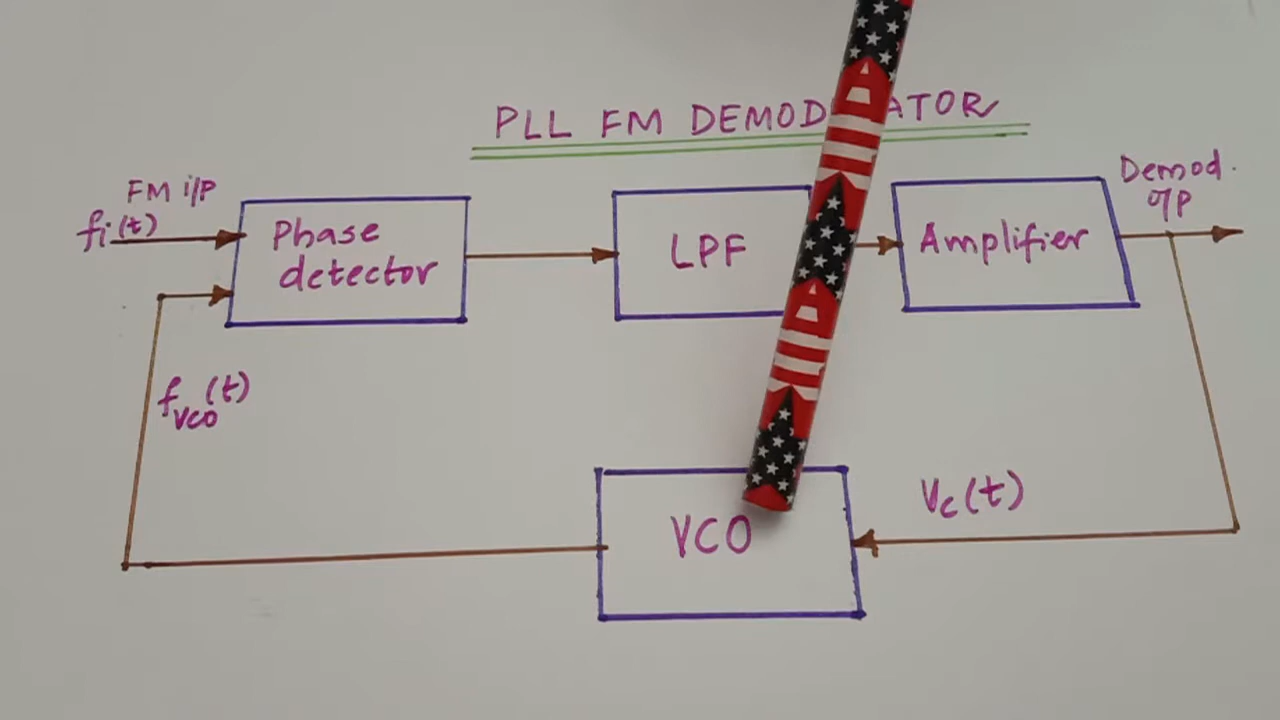 PLL FM DEMOD ATOR
FM i/p
fi(t)
Phase
detector
LPF
Amplifier
Demod.
o/p
fVCO(t)
VCO
Vc(t)